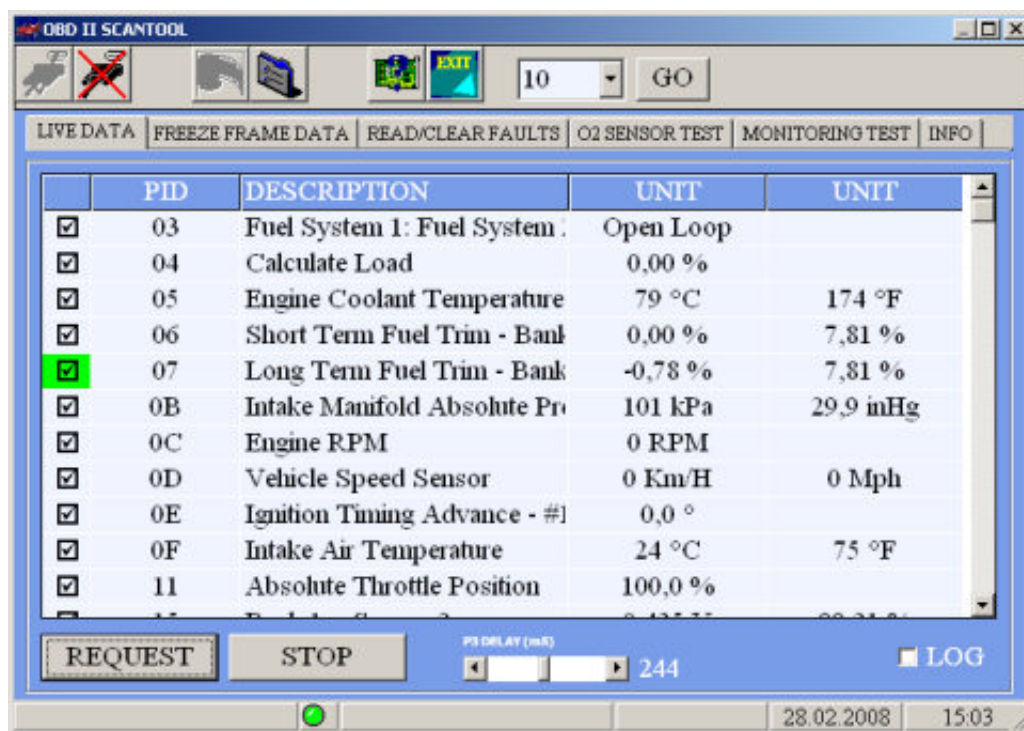 OBD II SCANTOOL
EXIT 10 GO
LIVE DATA FREEZE FRAME DATA READ/CLEAR FAULTS O2 SENSOR TEST MONITORING TEST INFO
PID DESCRIPTION UNIT UNIT
03 Fuel System 1: Fuel System Open Loop
04 Calculate Load 0,00 %
05 Engine Coolant Temperature 79 °C 174 °F
06 Short Term Fuel Trim - Bank 0,00 % 7,81 %
07 Long Term Fuel Trim - Bank -0,78 % 7,81 %
0B Intake Manifold Absolute Pre 101 kPa 29,9 inHg
0C Engine RPM 0 RPM
0D Vehicle Speed Sensor 0 Km/H 0 Mph
0E Ignition Timing Advance - #1 0,0 °
0F Intake Air Temperature 24 °C 75 °F
11 Absolute Throttle Position 100,0 %
REQUEST STOP P3 DELAY (mS) 244 LOG
28.02.2008 15:03